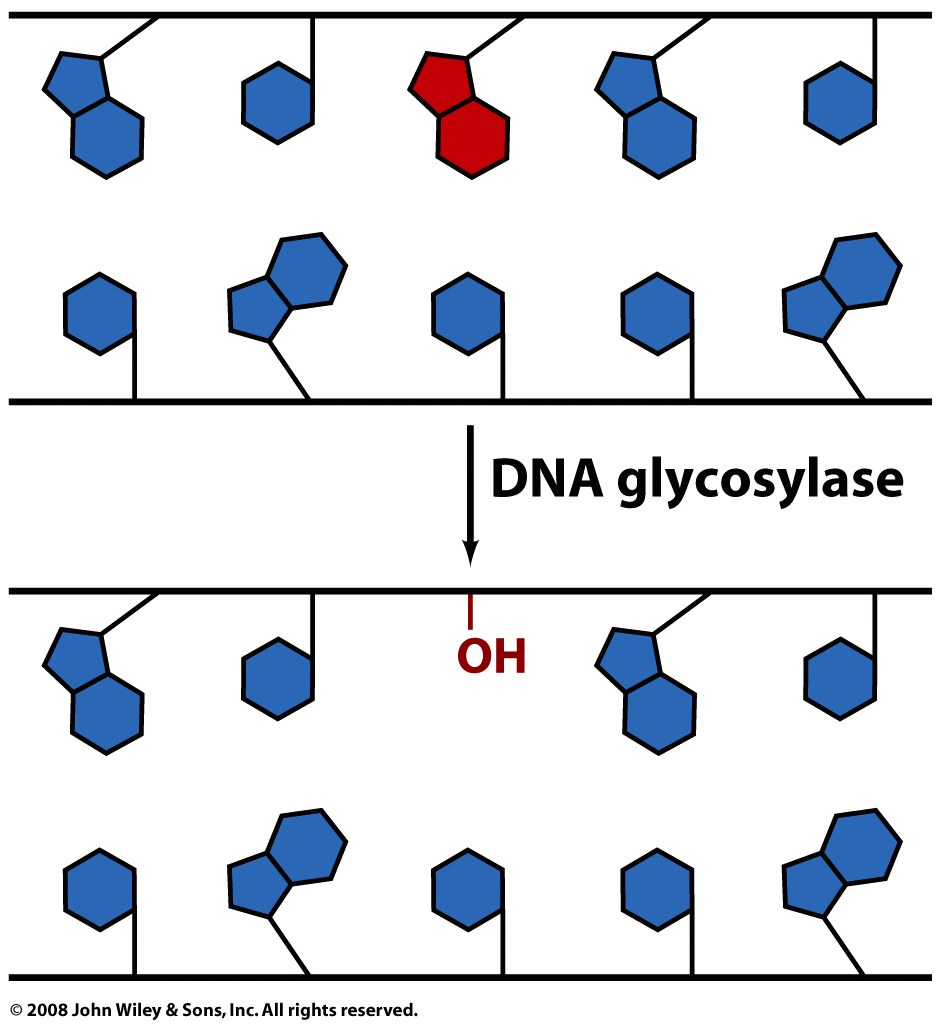 DNA glycosylase
OH
© 2008 John Wiley & Sons, Inc. All rights reserved.